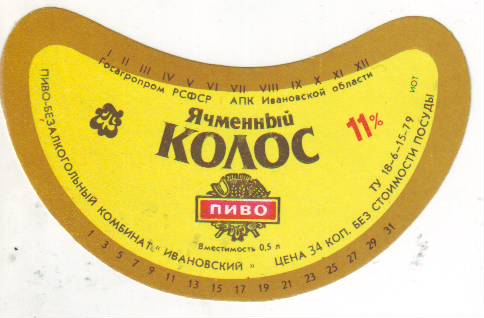 I II III IV V VI VII VIII IX X XI XII
Госагропром РСФСР АПК Ивановской области
Ячменный
КОЛОС
11%
ПИВО
Вместимость 0,5 л
ПИВО-БЕЗАЛКОГОЛЬНЫЙ КОМБИНАТ „ИВАНОВСКИЙ" ЦЕНА 34 КОП. БЕЗ СТОИМОСТИ ПОСУДЫ
ТУ 18-6-15-79
ИОТ
1 3 5 7 9 11 13 15 17 19 21 23 25 27 29 31